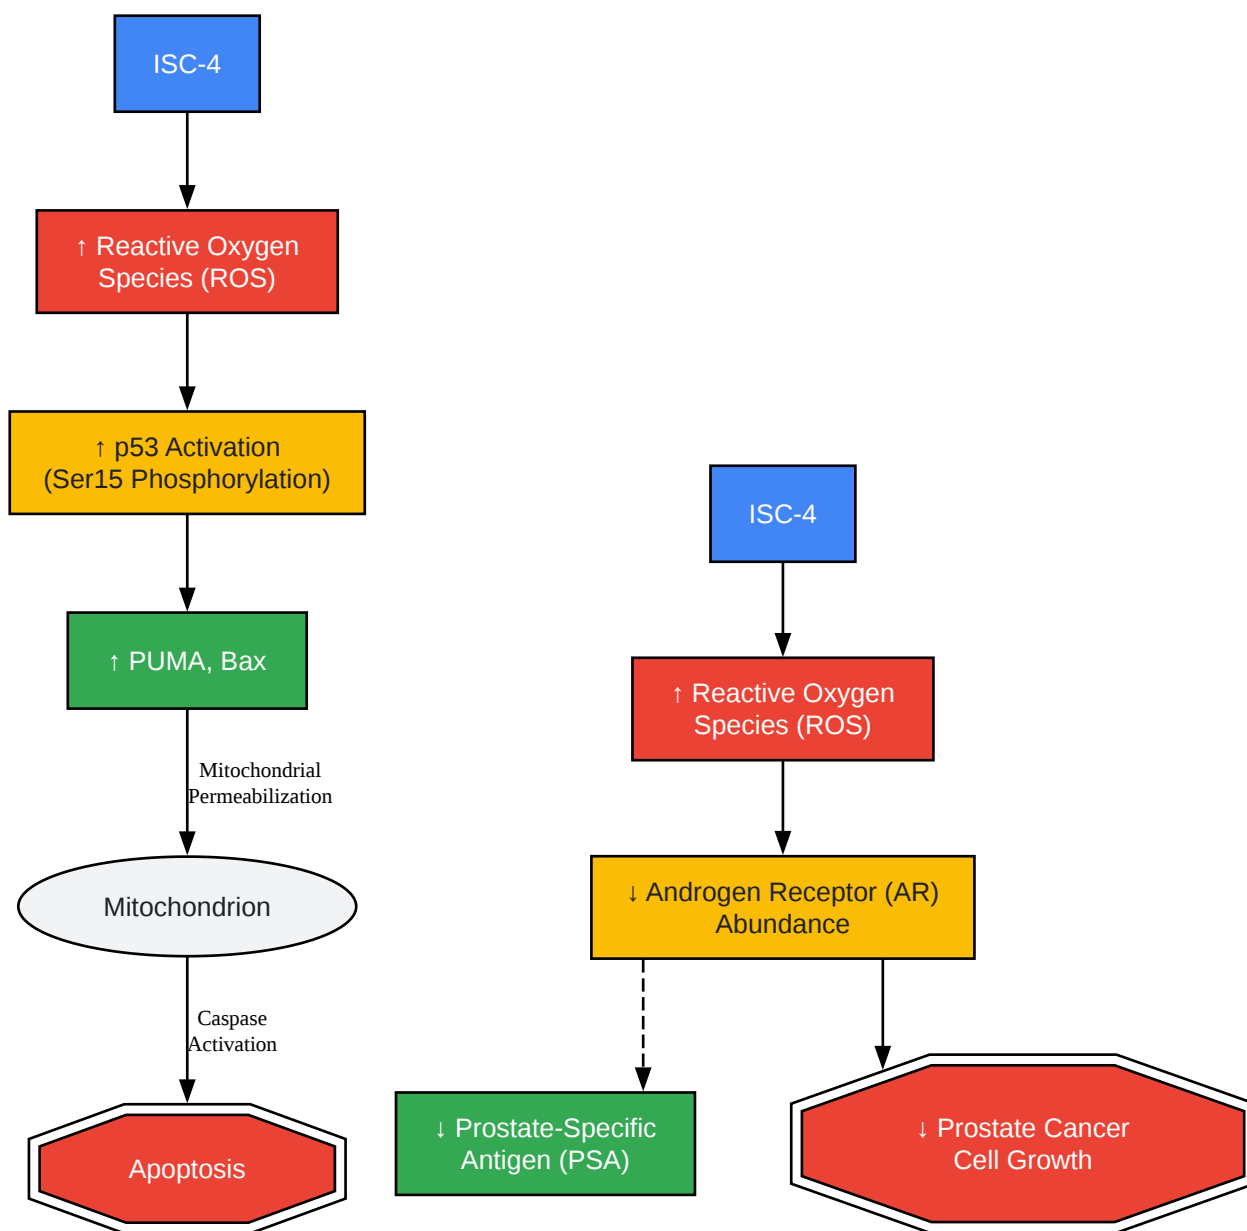 ISC-4
↑ Reactive Oxygen
Species (ROS)
↑ p53 Activation
(Ser15 Phosphorylation)
↑ PUMA, Bax
Mitochondrial
Permeabilization
Mitochondrion
Caspase
Activation
Apoptosis
ISC-4
↑ Reactive Oxygen
Species (ROS)
↓ Androgen Receptor (AR)
Abundance
↓ Prostate-Specific
Antigen (PSA)
↓ Prostate Cancer
Cell Growth